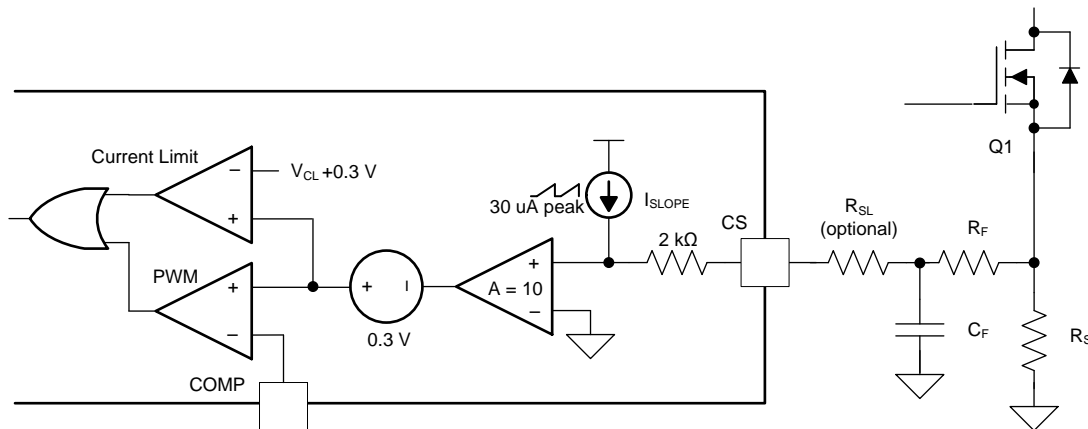 Q1
Current Limit
V_CL +0.3 V
−
+
30 uA peak
I_SLOPE
CS
R_SL
(optional)
R_F
2 kΩ
PWM
+
−
+
−
0.3 V
+
A = 10
−
C_F
R_S
COMP